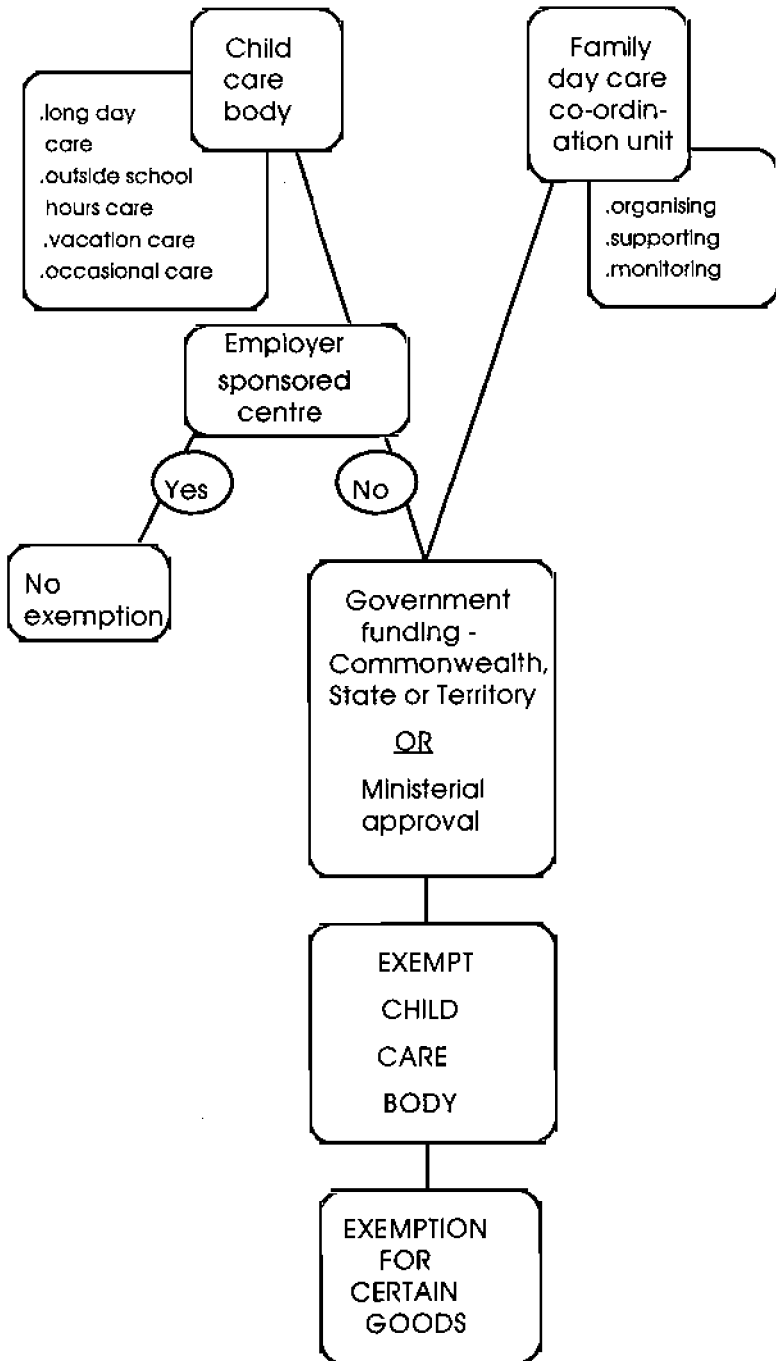 Child
care
body
.long day
care
.outside school
hours care
.vacation care
.occasional care
Family
day care
co-ordin-
ation unit
.organising
.supporting
.monitoring
Employer
sponsored
centre
Yes
No
No
exemption
Government
funding -
Commonwealth,
State or Territory
OR
Ministerial
approval
EXEMPT
CHILD
CARE
BODY
EXEMPTION
FOR
CERTAIN
GOODS